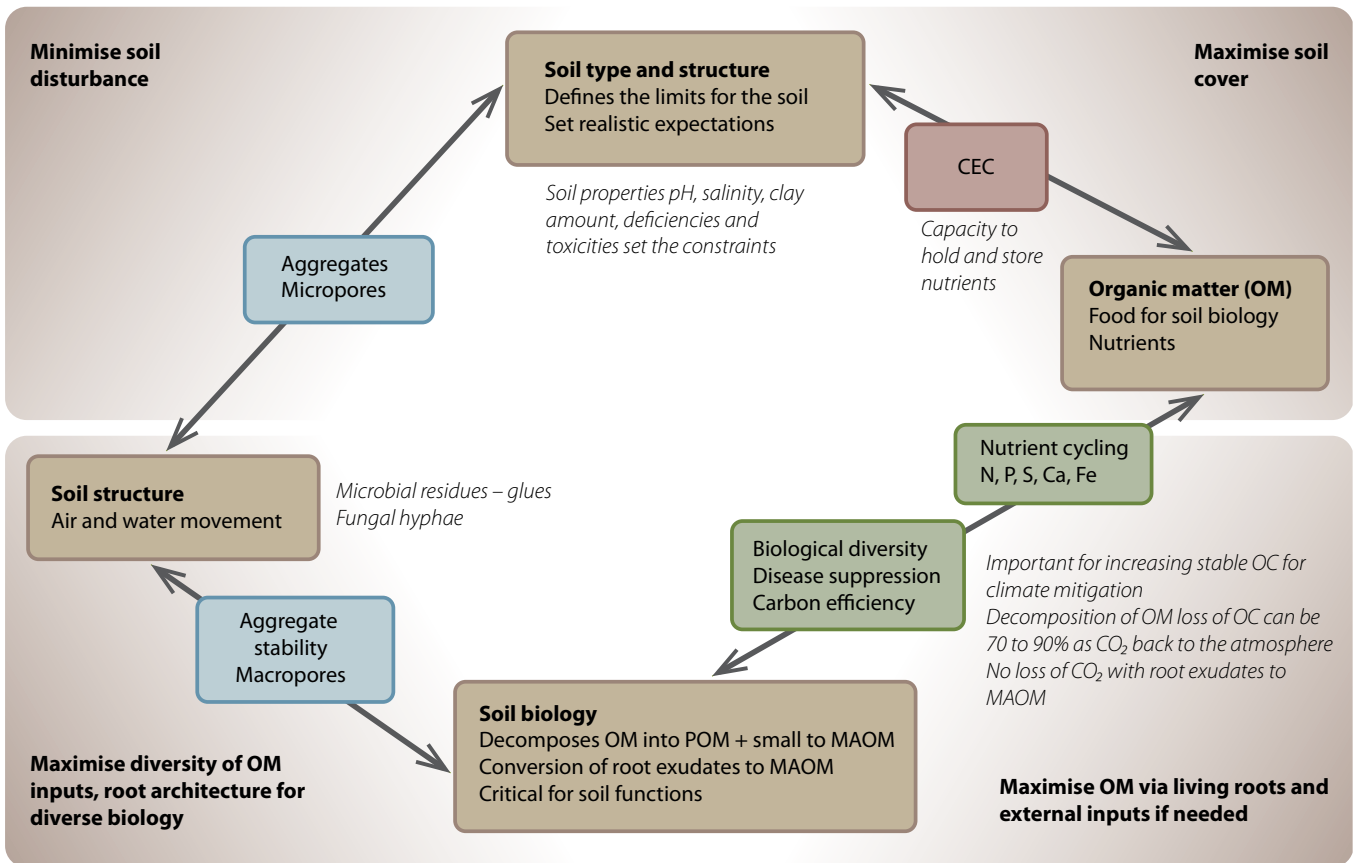 Minimise soil
disturbance
Soil type and structure
Defines the limits for the soil
Set realistic expectations
Maximise soil
cover
CEC
Soil properties pH, salinity, clay
amount, deficiencies and
toxicities set the constraints
Capacity to
hold and store
nutrients
Aggregates
Micropores
Organic matter (OM)
Food for soil biology
Nutrients
Soil structure
Air and water movement
Microbial residues – glues
Fungal hyphae
Nutrient cycling
N, P, S, Ca, Fe
Biological diversity
Disease suppression
Carbon efficiency
Important for increasing stable OC for
climate mitigation
Decomposition of OM loss of OC can be
70 to 90% as CO₂ back to the atmosphere
No loss of CO₂ with root exudates to
MAOM
Aggregate
stability
Macropores
Soil biology
Decomposes OM into POM + small to MAOM
Conversion of root exudates to MAOM
Critical for soil functions
Maximise diversity of OM
inputs, root architecture for
diverse biology
Maximise OM via living roots and
external inputs if needed